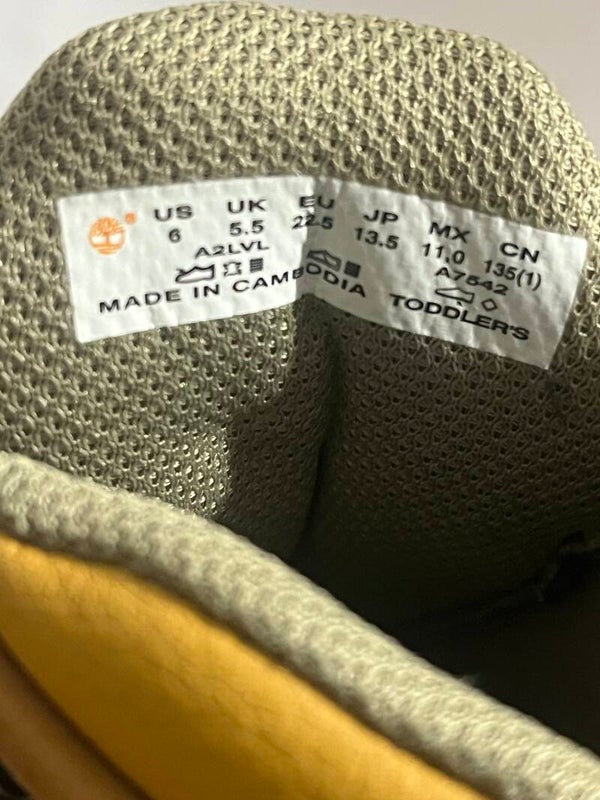 US UK EU JP MX CN
6 5.5 22.5 13.5 11.0 135(1)
A2LVL A7542
MADE IN CAMBODIA TODDLER'S